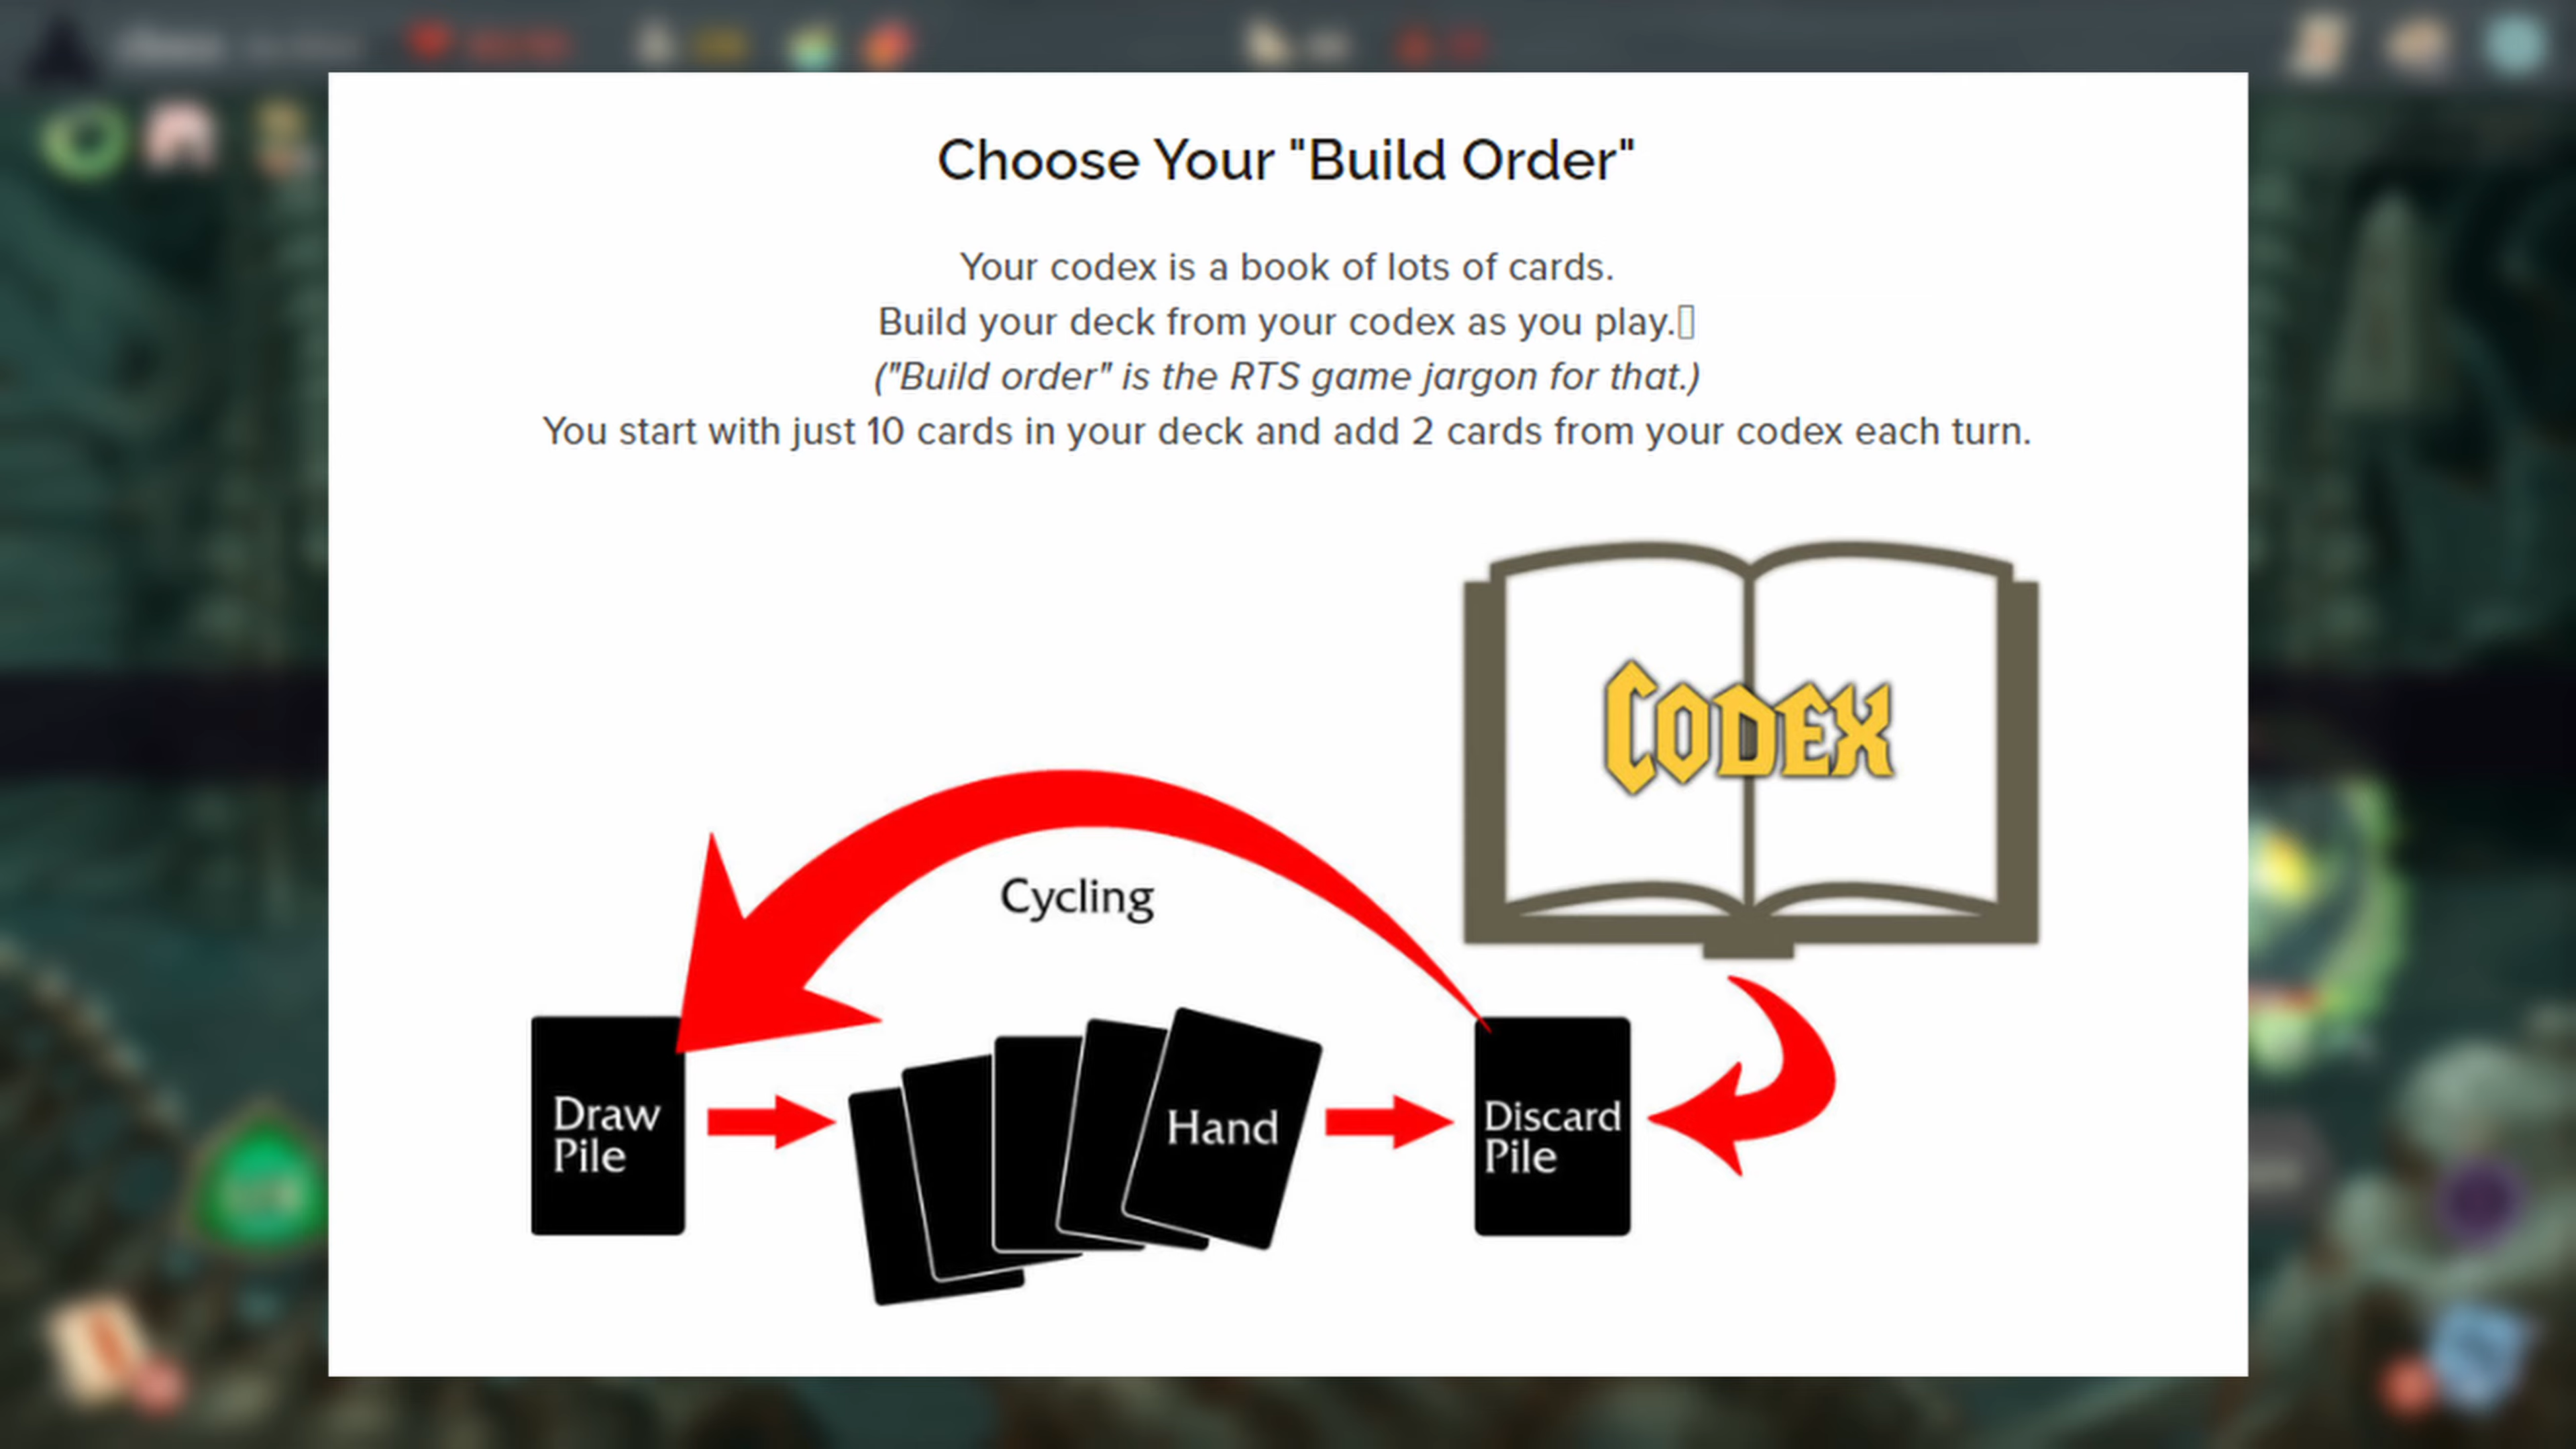 Choose Your "Build Order"
Your codex is a book of lots of cards.
Build your deck from your codex as you play.
("Build order" is the RTS game jargon for that.)
You start with just 10 cards in your deck and add 2 cards from your codex each turn.
CODEX
Cycling
Draw
Pile
Hand
Discard
Pile